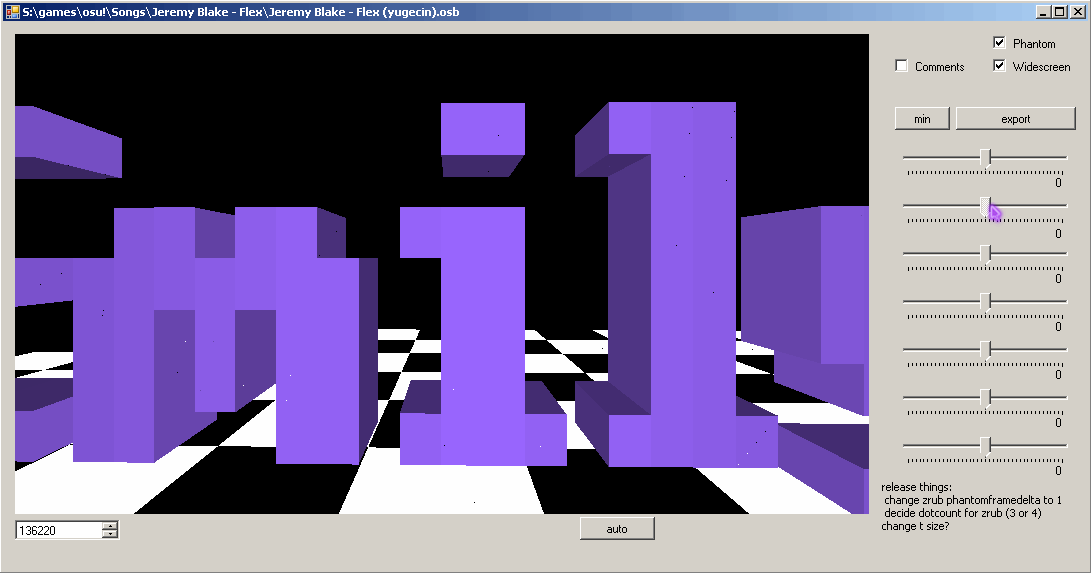 S:\games\osu!\Songs\Jeremy Blake - Flex\Jeremy Blake - Flex (yugecin).osb
Phantom
Comments
Widescreen
min
export
0
0
0
0
0
0
0
mil
release things:
change zrub phantomframedelta to 1
decide dotcount for zrub (3 or 4)
change t size?
136220
auto